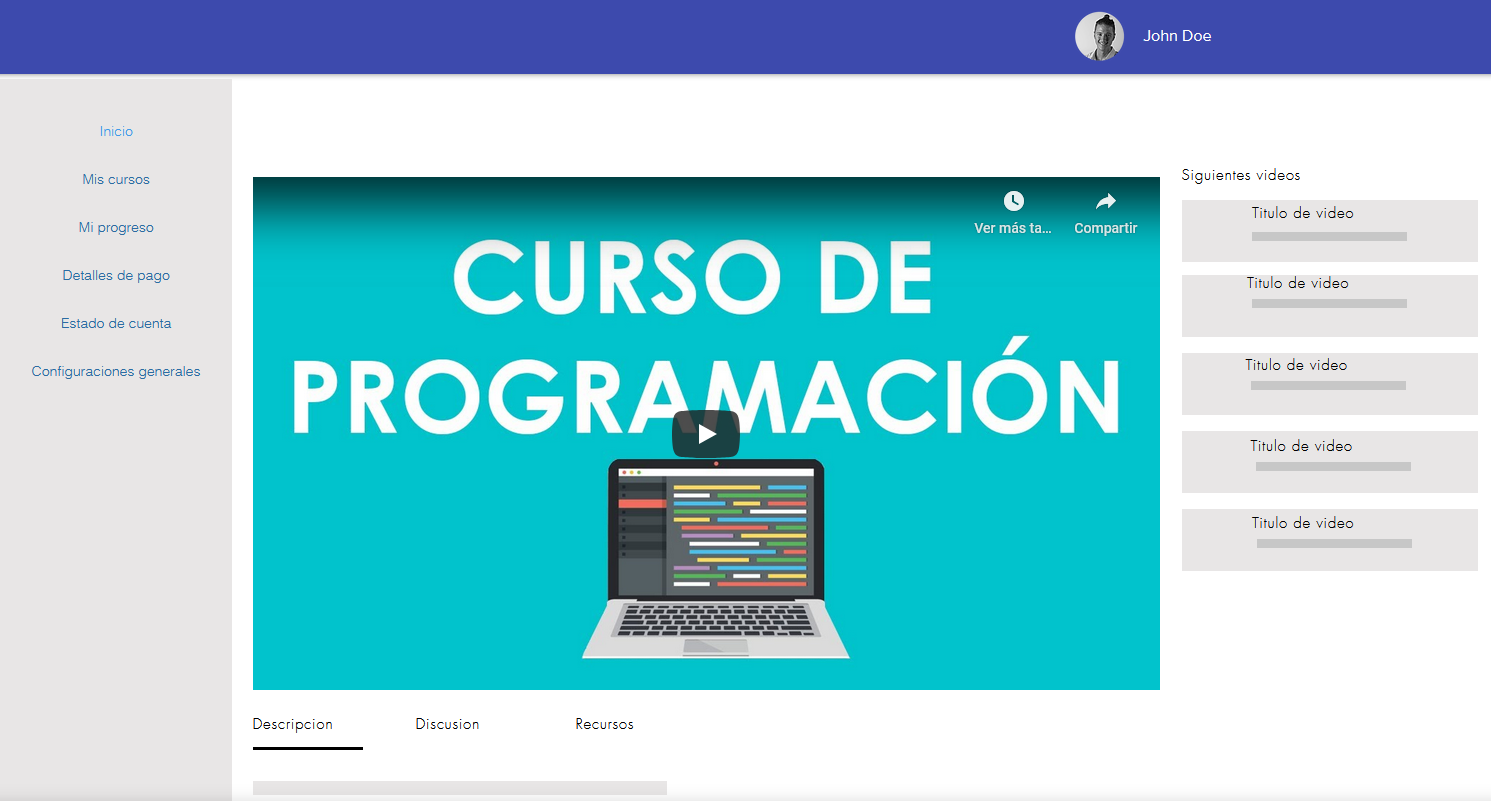 John Doe
Inicio
Mis cursos
Mi progreso
Detalles de pago
Estado de cuenta
Configuraciones generales
Ver más ta...
Compartir
CURSO DE
PROGRAMACIÓN
Descripcion
Discusion
Recursos
Siguientes videos
Titulo de video
Titulo de video
Titulo de video
Titulo de video
Titulo de video